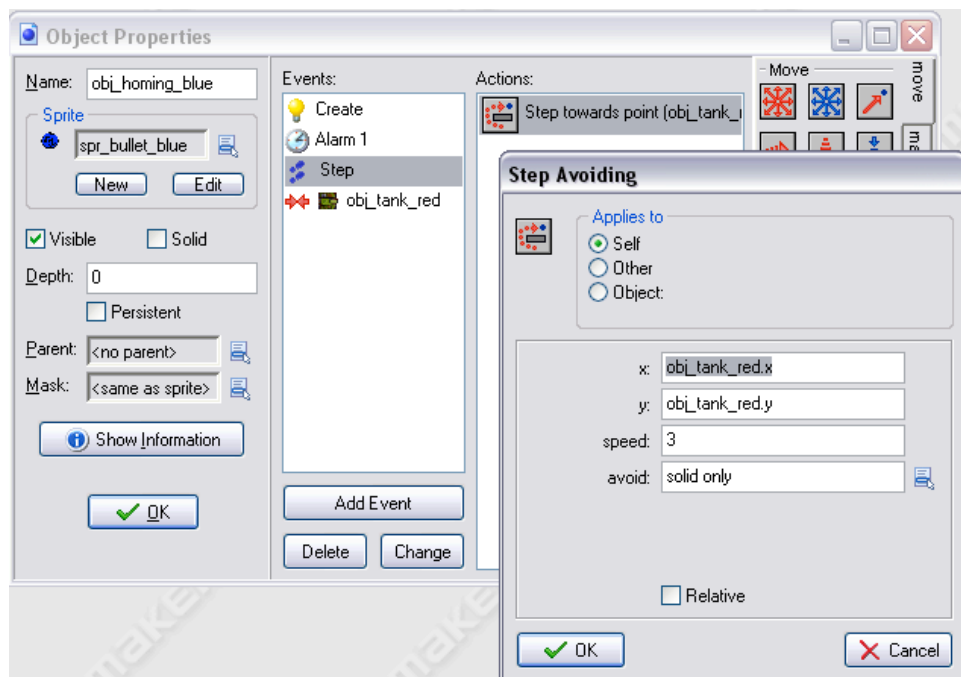 Object Properties
Name: obj_homing_blue
Sprite
spr_bullet_blue
New Edit
Visible Solid
Depth: 0
Persistent
Parent: <no parent>
Mask: <same as sprite>
Show Information
OK
Events:
Create
Alarm 1
Step
obj_tank_red
Add Event
Delete Change
Actions:
Step towards point (obj_tank_
Move
move
Step Avoiding
Applies to
Self
Other
Object:
x: obj_tank_red.x
y: obj_tank_red.y
speed: 3
avoid: solid only
Relative
OK Cancel